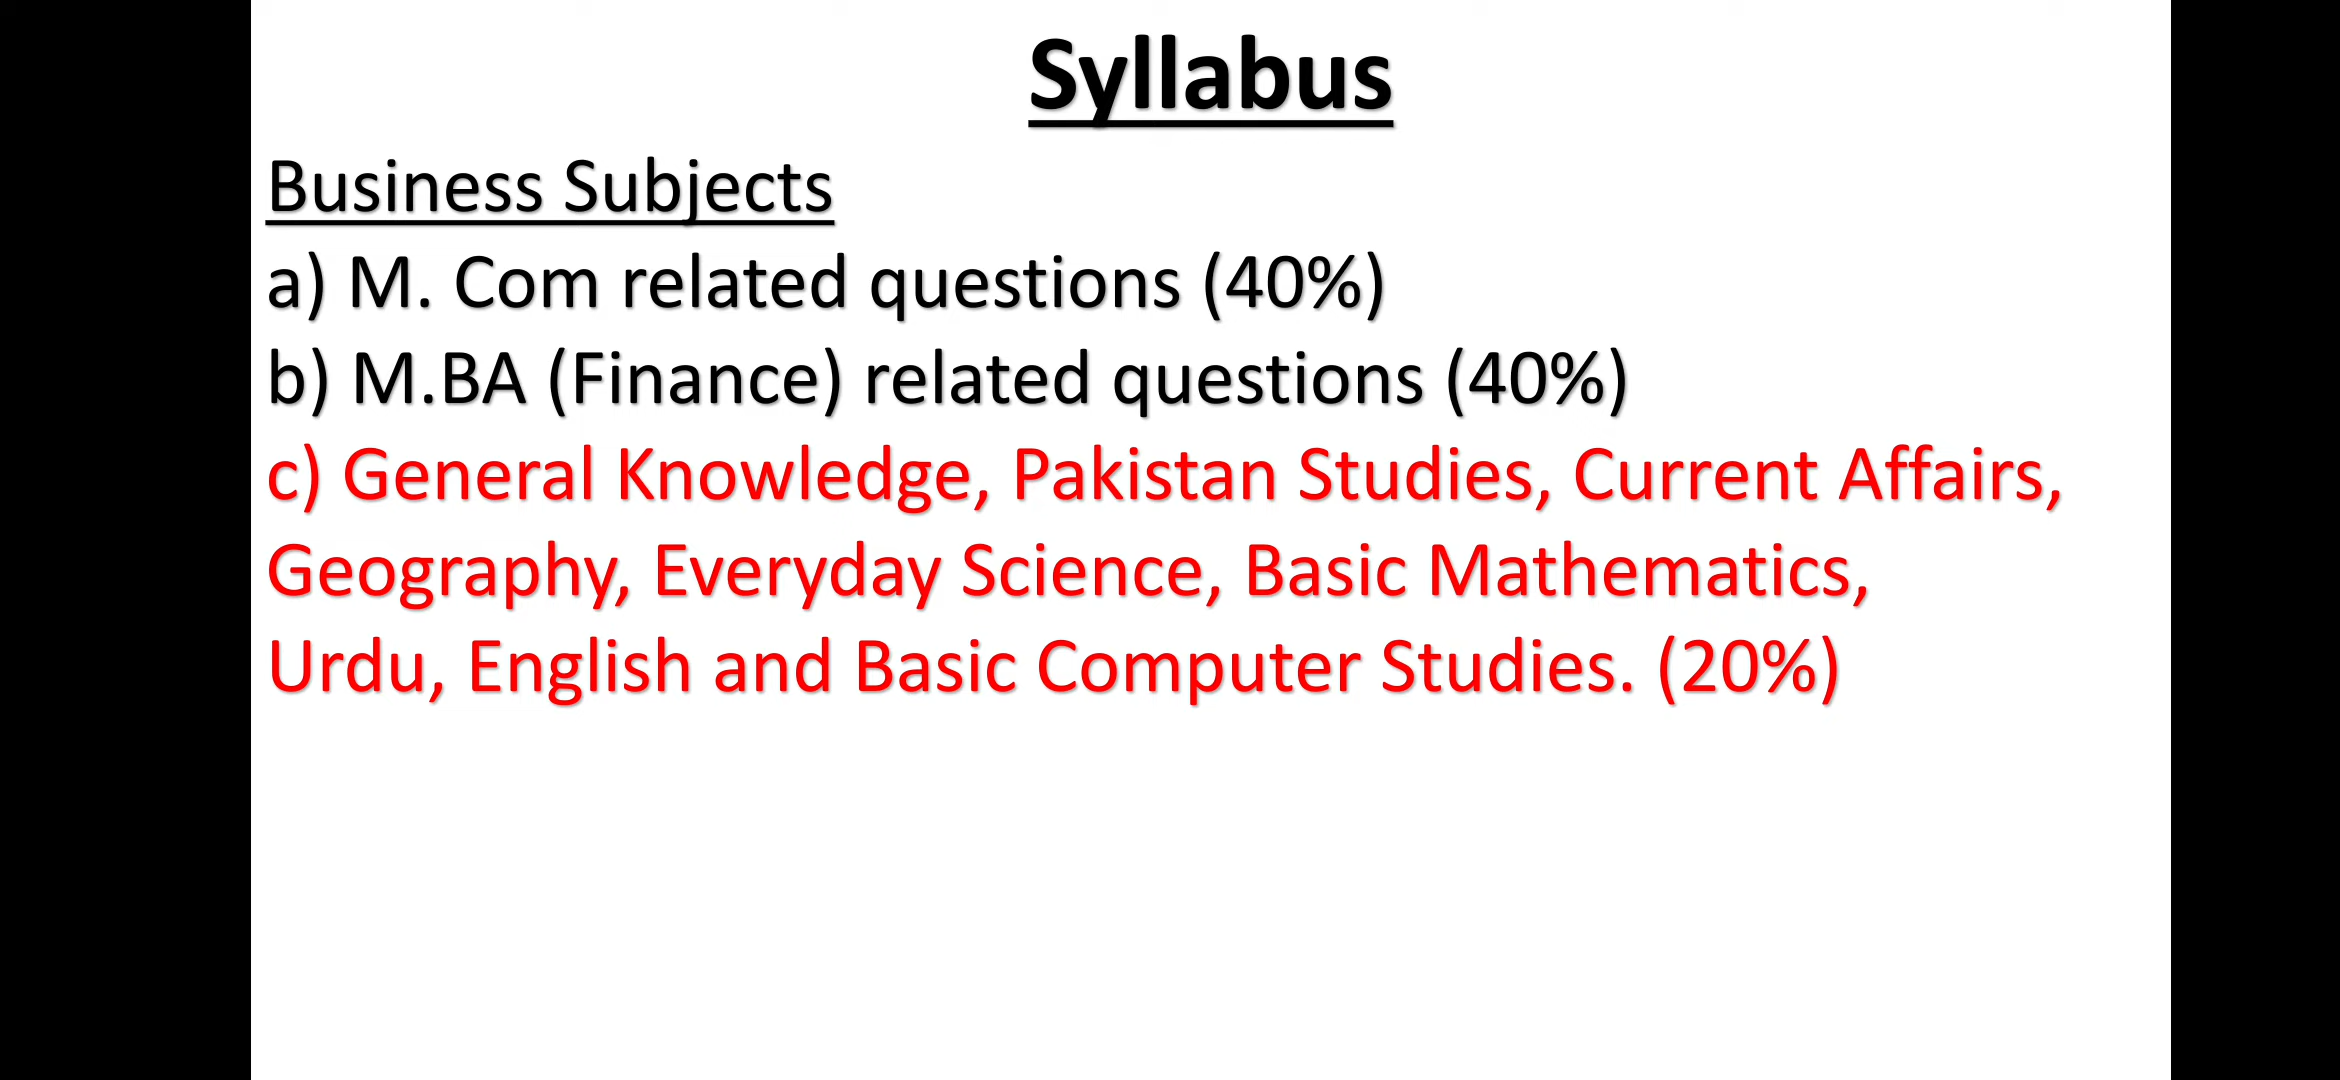 Syllabus
Business Subjects
a) M. Com related questions (40%)
b) M.BA (Finance) related questions (40%)
c) General Knowledge, Pakistan Studies, Current Affairs,
Geography, Everyday Science, Basic Mathematics,
Urdu, English and Basic Computer Studies. (20%)